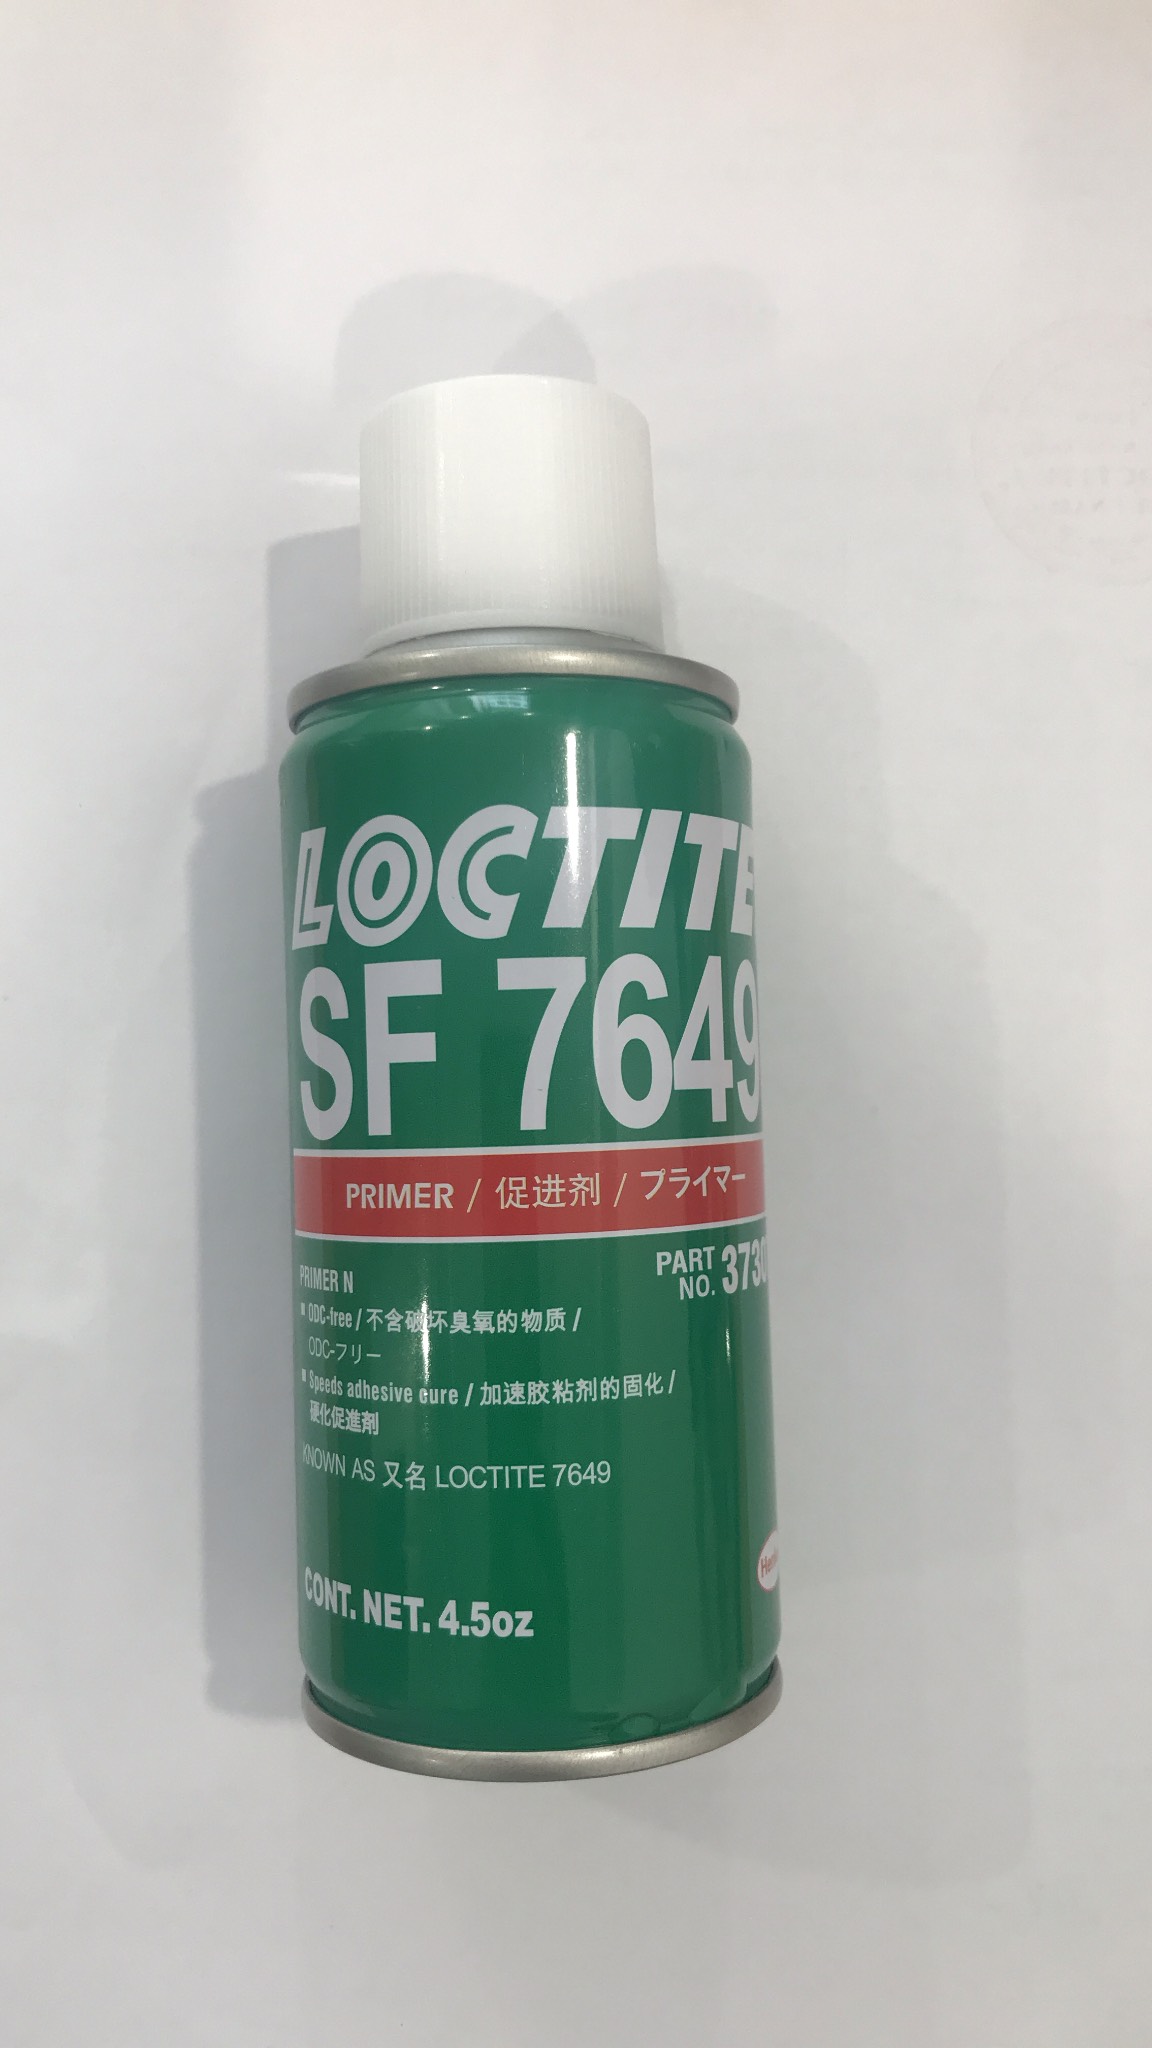 LOCTITE
SF 7649
PRIMER / 促进剂 / プライマー
PRIMER N
PART NO. 3730
▪ ODC-free / 不含破坏臭氧的物质 /
ODC-フリー
▪ Speeds adhesive cure / 加速胶粘剂的固化 /
硬化促進劑
KNOWN AS 又名 LOCTITE 7649
CONT. NET. 4.5oz